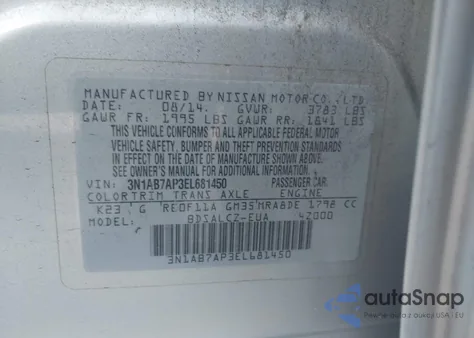 MANUFACTURED BY NISSAN MOTOR CO., LTD
DATE: 08/14. GVWR: 3783 LBS
GAWR FR: 1995 LBS GAWR RR: 1841 LBS
THIS VEHICLE CONFORMS TO ALL APPLICABLE FEDERAL MOTOR
VEHICLE SAFETY, BUMPER AND THEFT PREVENTION STANDARDS
IN EFFECT ON THE DATE OF MANUFACTURE SHOWN ABOVE.
SEE OWNER'S MANUAL FOR ADDITIONAL INFORMATION.
VIN: 3N1AB7AP3EL681450 PASSENGER CAR.
COLOR TRIM TRANS AXLE ENGINE
K23 G RE0F11A GM35 MRA8DE 1798 CC
MODEL: BDSALCZ-EUA 42000
3N1AB7AP3EL681450
autoSnap